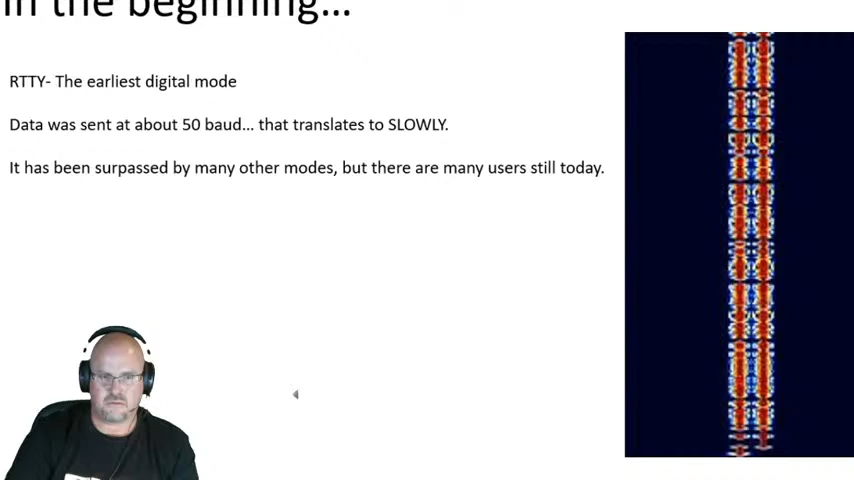 in the beginning...
RTTY- The earliest digital mode
Data was sent at about 50 baud... that translates to SLOWLY.
It has been surpassed by many other modes, but there are many users still today.